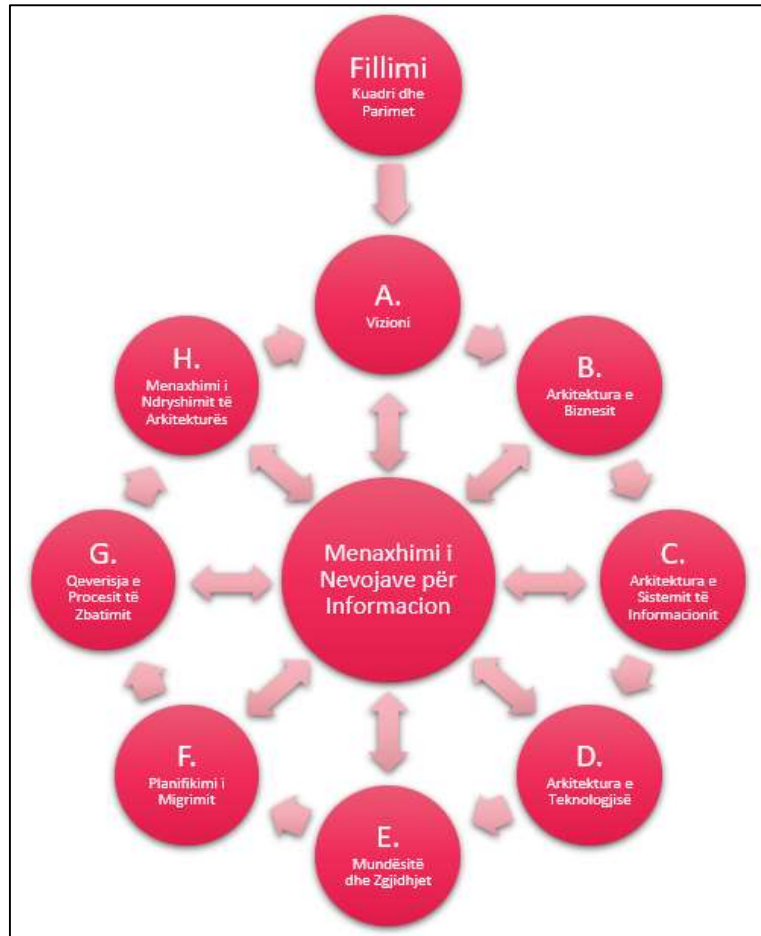 Fillimi
Kuadri dhe
Parimet
A.
Vizioni
B.
Arkitektura e
Biznesit
C.
Arkitektura e
Sistemit të
Informacionit
D.
Arkitektura e
Teknologjisë
E.
Mundësitë
dhe Zgjidhjet
F.
Planifikimi i
Migrimit
G.
Qeverisja e
Procesit të
Zbatimit
H.
Menaxhimi i
Ndryshimit të
Arkitekturës
Menaxhimi i
Nevojave për
Informacion